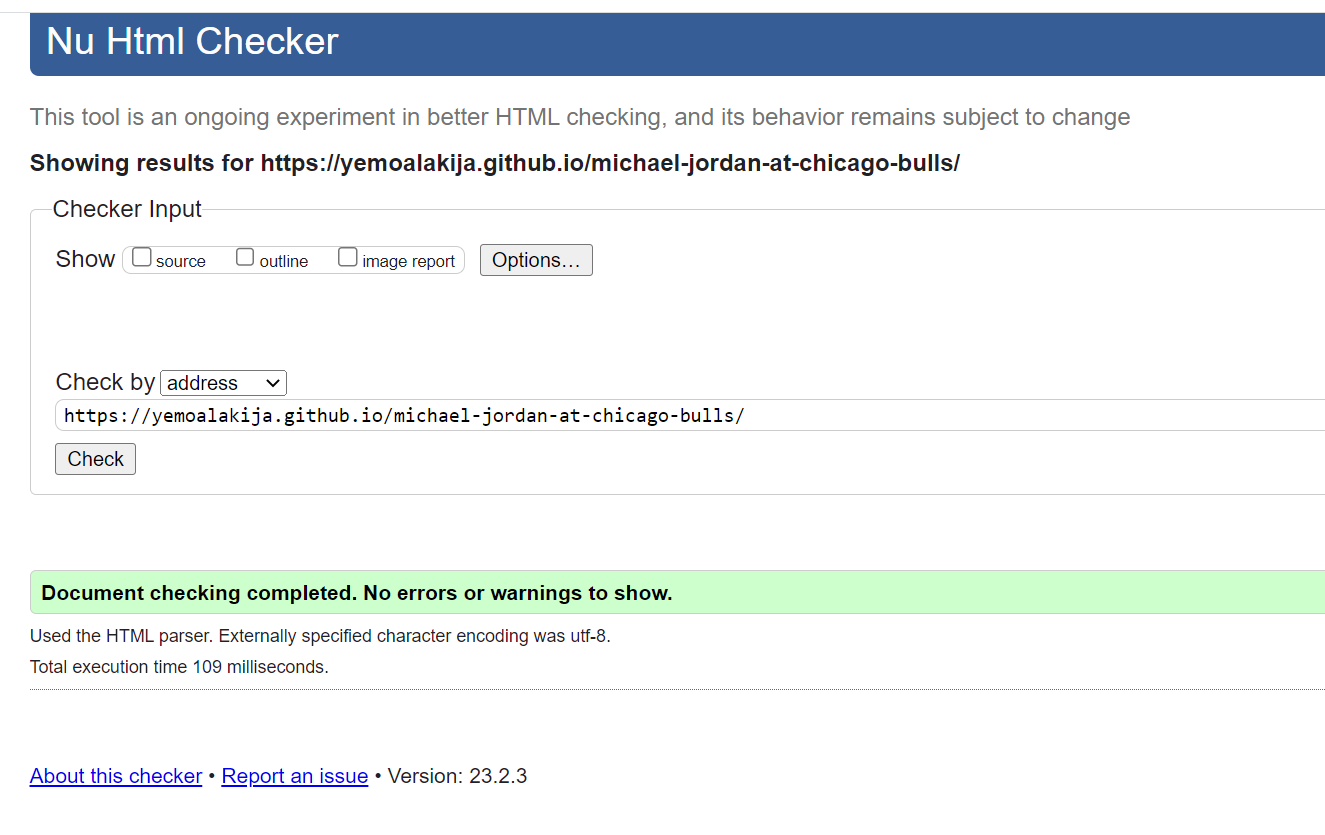 Nu Html Checker
This tool is an ongoing experiment in better HTML checking, and its behavior remains subject to change
Showing results for https://yemoalakija.github.io/michael-jordan-at-chicago-bulls/
Checker Input
Show source outline image report Options...
Check by address
https://yemoalakija.github.io/michael-jordan-at-chicago-bulls/
Check
Document checking completed. No errors or warnings to show.
Used the HTML parser. Externally specified character encoding was utf-8.
Total execution time 109 milliseconds.
About this checker • Report an issue • Version: 23.2.3